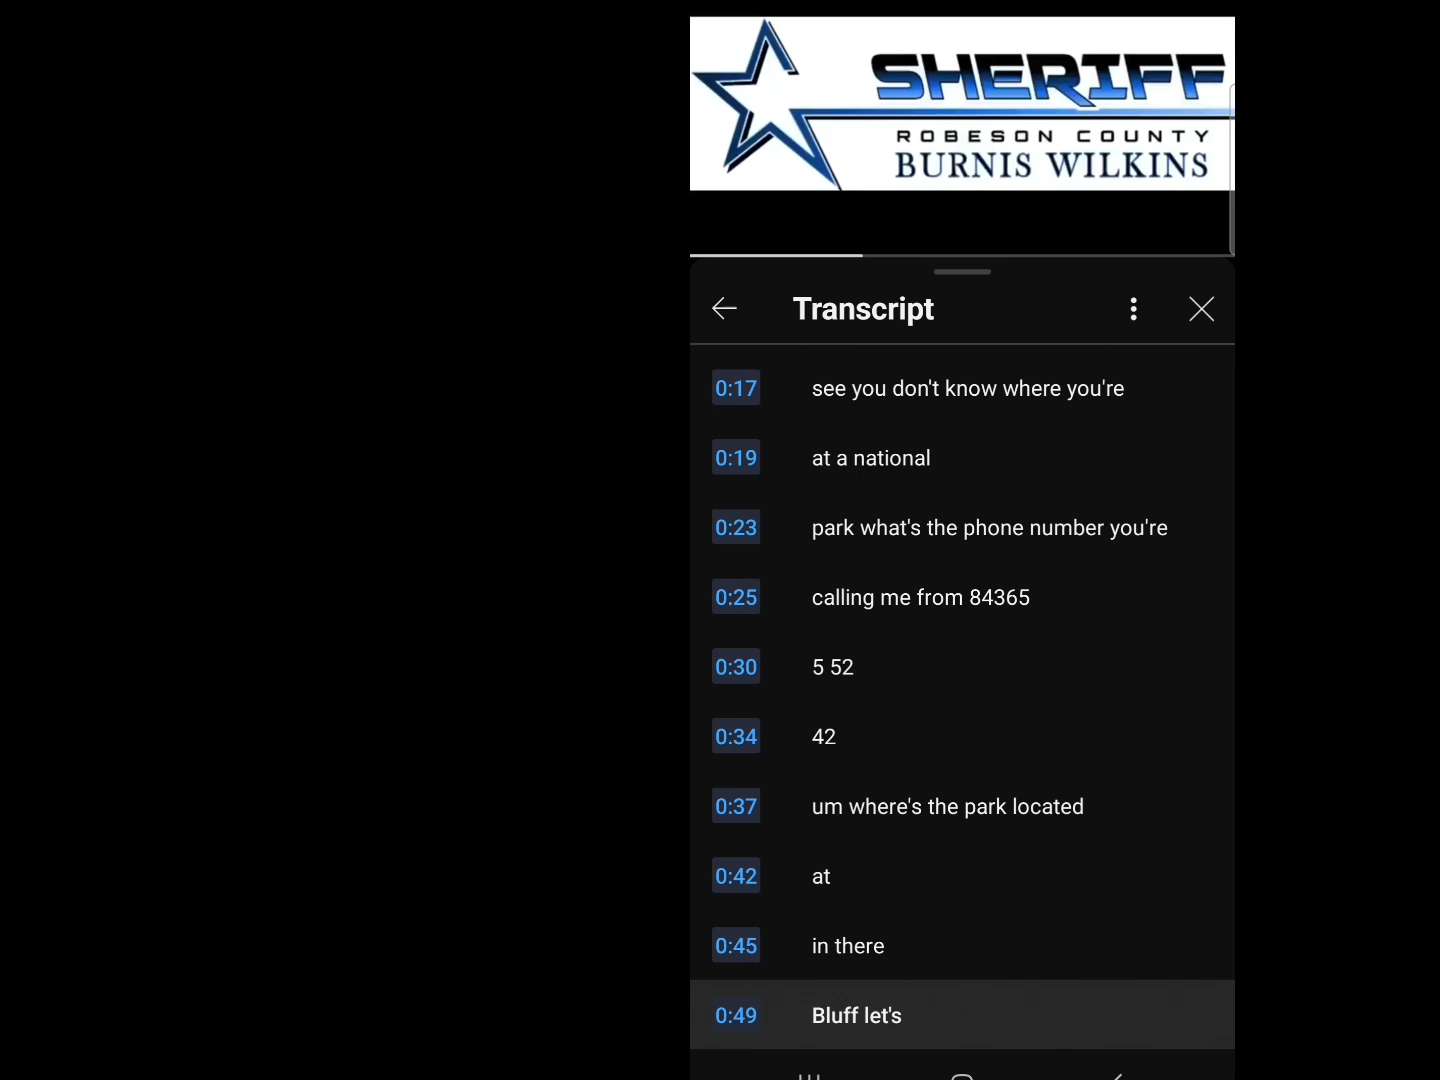 SHERIFF
ROBESON COUNTY
BURNIS WILKINS
Transcript
0:17 see you don't know where you're
0:19 at a national
0:23 park what's the phone number you're
0:25 calling me from 84365
0:30 5 52
0:34 42
0:37 um where's the park located
0:42 at
0:45 in there
0:49 Bluff let's